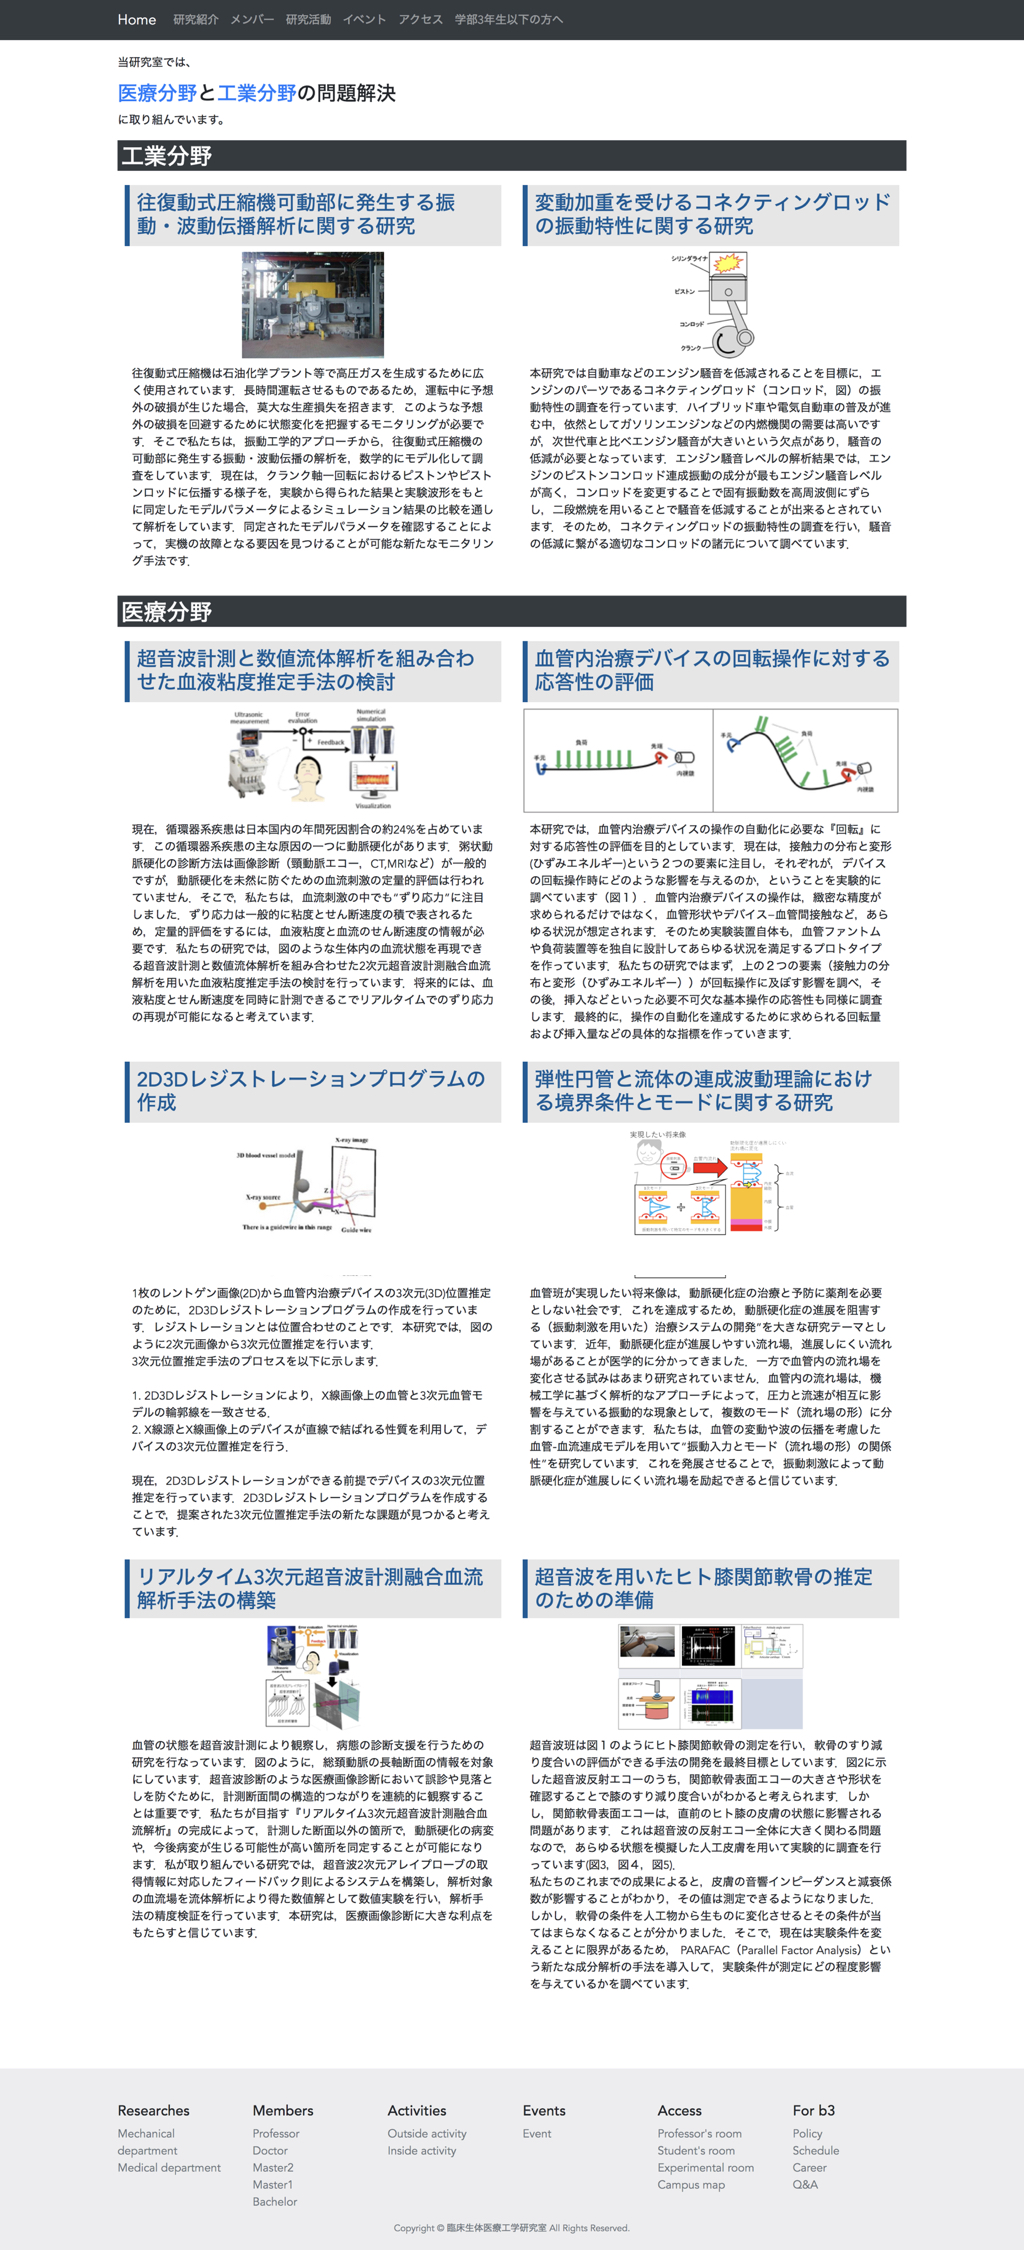 Home 研究紹介 メンバー 研究活動 イベント アクセス 学部3年生以下の方へ
当研究室では、
医療分野と工業分野の問題解決
に取り組んでいます。
工業分野
往復動式圧縮機可動部に発生する振
動・波動伝播解析に関する研究
往復動式圧縮機は石油化学プラント等で高圧ガスを生成するために広
く使用されています．長時間運転させるものであるため，運転中に予想
外の破損が生じた場合，莫大な生産損失を招きます．このような予想
外の破損を回避するために状態変化を把握するモニタリングが必要で
す．そこで私たちは，振動工学的アプローチから，往復動式圧縮機の
可動部に発生する振動・波動伝播の解析を，数学的にモデル化して調
査をしています．現在は，クランク軸一回転におけるピストンやピスト
ンロッドに伝播する様子を，実験から得られた結果と実験波形をもと
に同定したモデルパラメータによるシミュレーション結果の比較を通し
て解析をしています．同定されたモデルパラメータを確認することによ
って，実機の故障となる要因を見つけることが可能な新たなモニタリン
グ手法です．
変動加重を受けるコネクティングロッド
の振動特性に関する研究
シリンダライナ
ピストン
コンロッド
クランク
本研究では自動車などのエンジン騒音を低減されることを目標に，エ
ンジンのパーツであるコネクティングロッド（コンロッド，図）の振
動特性の調査を行っています．ハイブリッド車や電気自動車の普及が進
む中，依然としてガソリンエンジンなどの内燃機関の需要は高いです
が，次世代車と比べエンジン騒音が大きいという欠点があり，騒音の
低減が必要となっています．エンジン騒音レベルの解析結果では，エン
ジンのピストンコンロッド連成振動の成分が最もエンジン騒音レベル
が高く，コンロッドを変更することで固有振動数を高周波側にずら
し，二段燃焼を用いることで騒音を低減することが出来るとされてい
ます．そのため，コネクティングロッドの振動特性の調査を行い，騒音
の低減に繋がる適切なコンロッドの諸元について調べています．
医療分野
超音波計測と数値流体解析を組み合わ
せた血液粘度推定手法の検討
Ultrasonic
measurement
Error
evaluation
Numerical
simulation
− + Feedback
Visualization
現在，循環器系疾患は日本国内の年間死因割合の約24%を占めていま
す．この循環器系疾患の主な原因の一つに動脈硬化があります．粥状動
脈硬化の診断方法は画像診断（頸動脈エコー，CT,MRIなど）が一般的
ですが，動脈硬化を未然に防ぐための血流刺激の定量的評価は行われ
ていません．そこで，私たちは，血流刺激の中でも“ずり応力“に注目
しました．ずり応力は一般的に粘度とせん断速度の積で表されるた
め，定量的評価をするには，血液粘度と血流のせん断速度の情報が必
要です．私たちの研究では，図のような生体内の血流状態を再現でき
る超音波計測と数値流体解析を組み合わせた2次元超音波計測融合血流
解析を用いた血液粘度推定手法の検討を行っています．将来的には，血
液粘度とせん断速度を同時に計測できるこでリアルタイムでのずり応力
の再現が可能になると考えています．
血管内治療デバイスの回転操作に対する
応答性の評価
手元 負荷 先端 内視鏡
手元 負荷 先端 内視鏡
本研究では，血管内治療デバイスの操作の自動化に必要な『回転』に
対する応答性の評価を目的としています．現在は，接触力の分布と変形
(ひずみエネルギー)という２つの要素に注目し，それぞれが，デバイス
の回転操作時にどのような影響を与えるのか，ということを実験的に
調べています（図１）．血管内治療デバイスの操作は，緻密な精度が
求められるだけではなく，血管形状やデバイス−血管間接触など，あら
ゆる状況が想定されます．そのため実験装置自体も，血管ファントム
や負荷装置等を独自に設計してあらゆる状況を満足するプロトタイプ
を作っています．私たちの研究ではまず，上の２つの要素（接触力の分
布と変形（ひずみエネルギー））が回転操作に及ぼす影響を調べ，そ
の後，挿入などといった必要不可欠な基本操作の応答性も同様に調査
します．最終的に，操作の自動化を達成するために求められる回転量
および挿入量などの具体的な指標を作っていきます．
2D3Dレジストレーションプログラムの
作成
X-ray image
3D blood vessel model
X-ray source
Z
Y
X
There is a guidewire in this range
Guide wire
1枚のレントゲン画像(2D)から血管内治療デバイスの3次元(3D)位置推定
のために，2D3Dレジストレーションプログラムの作成を行っていま
す．レジストレーションとは位置合わせのことです．本研究では，図の
ように2次元画像から3次元位置推定を行います．
3次元位置推定手法のプロセスを以下に示します．
1. 2D3Dレジストレーションにより，X線画像上の血管と3次元血管モ
デルの輪郭線を一致させる．
2. X線源とX線画像上のデバイスが直線で結ばれる性質を利用して，デ
バイスの3次元位置推定を行う．
現在，2D3Dレジストレーションができる前提でデバイスの3次元位置
推定を行っています．2D3Dレジストレーションプログラムを作成する
ことで，提案された3次元位置推定手法の新たな課題が見つかると考え
ています．
弾性円管と流体の連成波動理論におけ
る境界条件とモードに関する研究
実現したい将来像
血管班が実現したい将来像は，動脈硬化症の治療と予防に薬剤を必要
としない社会です．これを達成するため，動脈硬化症の進展を阻害す
る（振動刺激を用いた）治療システムの開発”を大きな研究テーマとし
ています．近年，動脈硬化症が進展しやすい流れ場，進展しにくい流れ
場があることが医学的に分かってきました．一方で血管内の流れ場を
変化させる試みはあまり研究されていません．血管内の流れ場は，機
械工学に基づく解析的なアプローチによって，圧力と流速が相互に影
響を与えている振動的な現象として，複数のモード（流れ場の形）に分
割することができます．私たちは，血管の変動や波の伝播を考慮した
血管-血流連成モデルを用いて“振動入力とモード（流れ場の形）の関係
性”を研究しています．これを発展させることで，振動刺激によって動
脈硬化症が進展しにくい流れ場を励起できると信じています．
リアルタイム3次元超音波計測融合血流
解析手法の構築
血管の状態を超音波計測により観察し，病態の診断支援を行うための
研究を行なっています．図のように，総頚動脈の長軸断面の情報を対象
にしています．超音波診断のような医療画像診断において誤診や見落と
しを防ぐために，計測断面間の構造的つながりを連続的に観察するこ
とは重要です．私たちが目指す『リアルタイム3次元超音波計測融合血
流解析』の完成によって，計測した断面以外の箇所で，動脈硬化の病変
や，今後病変が生じる可能性が高い箇所を同定することが可能になり
ます．私が取り組んでいる研究では，超音波2次元アレイプローブの取
得情報に対応したフィードバック則によるシステムを構築し，解析対象
の血流場を流体解析により得た数値解として数値実験を行い，解析手
法の精度検証を行っています．本研究は，医療画像診断に大きな利点を
もたらすと信じています．
超音波を用いたヒト膝関節軟骨の推定
のための準備
超音波班は図１のようにヒト膝関節軟骨の測定を行い，軟骨のすり減
り度合いの評価ができる手法の開発を最終目標としています．図2に示
した超音波反射エコーのうち，関節軟骨表面エコーの大きさや形状を
確認することで膝のすり減り度合いがわかると考えられます．しか
し，関節軟骨表面エコーは，直前のヒト膝の皮膚の状態に影響される
問題があります．これは超音波の反射エコー全体に大きく関わる問題
なので，あらゆる状態を模擬した人工皮膚を用いて実験的に調査を行
っています(図3，図４，図5)．
私たちのこれまでの成果によると，皮膚の音響インピーダンスと減衰係
数が影響することがわかり，その値は測定できるようになりました．
しかし，軟骨の条件を人工物から生ものに変化させるとその条件が当
てはまらなくなることが分かりました．そこで，現在は実験条件を変
えることに限界があるため， PARAFAC（Parallel Factor Analysis）とい
う新たな成分解析の手法を導入して，実験条件が測定にどの程度影響
を与えているかを調べています．
Researches
Mechanical
department
Medical department
Members
Professor
Doctor
Master2
Master1
Bachelor
Activities
Outside activity
Inside activity
Events
Event
Access
Professor's room
Student's room
Experimental room
Campus map
For b3
Policy
Schedule
Career
Q&A
Copyright © 臨床生体医療工学研究室 All Rights Reserved.